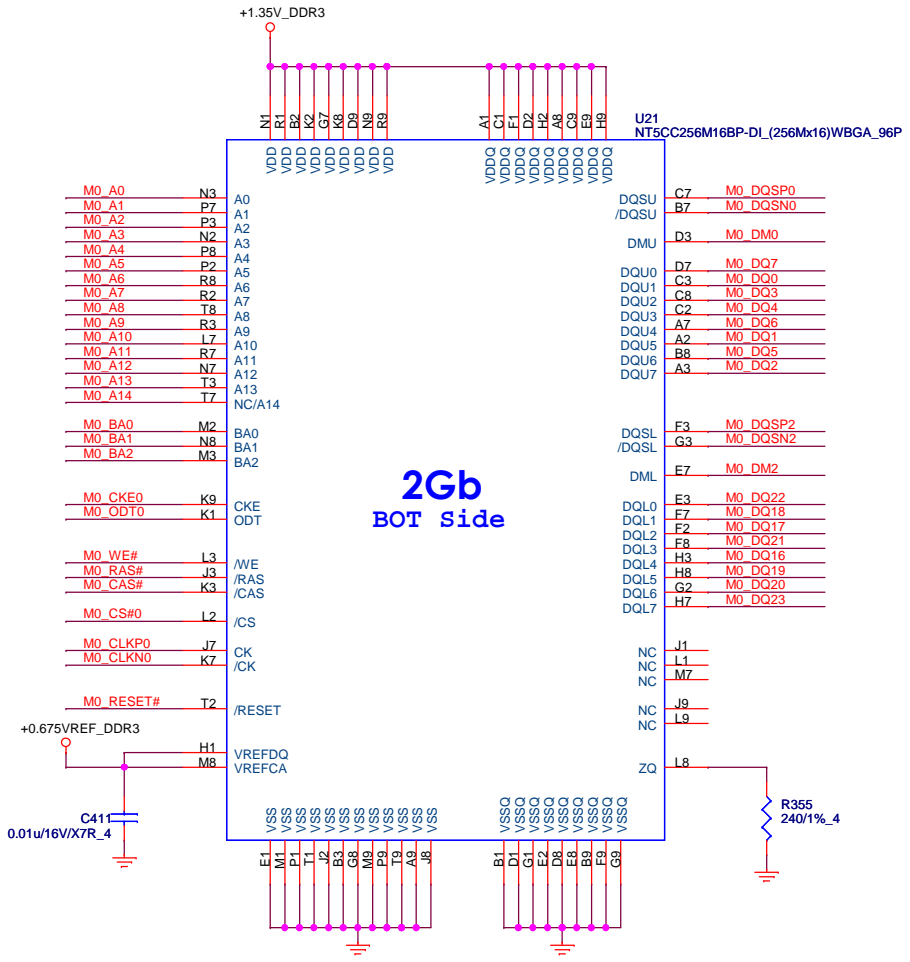 +1.35V_DDR3
N1 R1 B2 K2 G7 K8 D9 N9 R9 A1 C1 F1 D2 H2 A8 C9 E9 H9
U21
NT5CC256M16BP-DI_(256Mx16)WBGA_96P
VDD VDD VDD VDD VDD VDD VDD VDD VDD VDDQ VDDQ VDDQ VDDQ VDDQ VDDQ VDDQ VDDQ VDDQ
M0_A0 N3 A0
M0_A1 P7 A1
M0_A2 P3 A2
M0_A3 N2 A3
M0_A4 P8 A4
M0_A5 P2 A5
M0_A6 R8 A6
M0_A7 R2 A7
M0_A8 T8 A8
M0_A9 R3 A9
M0_A10 L7 A10
M0_A11 R7 A11
M0_A12 N7 A12
M0_A13 T3 A13
M0_A14 T7 NC/A14
M0_BA0 M2 BA0
M0_BA1 N8 BA1
M0_BA2 M3 BA2
M0_CKE0 K9 CKE
M0_ODT0 K1 ODT
M0_WE# L3 /WE
M0_RAS# J3 /RAS
M0_CAS# K3 /CAS
M0_CS#0 L2 /CS
M0_CLKP0 J7 CK
M0_CLKN0 K7 /CK
M0_RESET# T2 /RESET
+0.675VREF_DDR3
H1 VREFDQ
M8 VREFCA
C411
0.01u/16V/X7R_4
2Gb
BOT Side
DQSU C7 M0_DQSP0
/DQSU B7 M0_DQSN0
DMU D3 M0_DM0
DQU0 D7 M0_DQ7
DQU1 C3 M0_DQ0
DQU2 C8 M0_DQ3
DQU3 C2 M0_DQ4
DQU4 A7 M0_DQ6
DQU5 A2 M0_DQ1
DQU6 B8 M0_DQ5
DQU7 A3 M0_DQ2
DQSL F3 M0_DQSP2
/DQSL G3 M0_DQSN2
DML E7 M0_DM2
DQL0 E3 M0_DQ22
DQL1 F7 M0_DQ18
DQL2 F2 M0_DQ17
DQL3 F8 M0_DQ21
DQL4 H3 M0_DQ16
DQL5 H8 M0_DQ19
DQL6 G2 M0_DQ20
DQL7 H7 M0_DQ23
NC J1
NC L1
NC M7
NC J9
NC L9
ZQ L8
R355
240/1%_4
VSS VSS VSS VSS VSS VSS VSS VSS VSS VSS VSS VSS VSSQ VSSQ VSSQ VSSQ VSSQ VSSQ VSSQ VSSQ VSSQ
E1 M1 P1 T1 J2 B3 G8 M9 P9 T9 A9 J8 B1 D1 G1 E2 D8 E8 B9 F9 G9